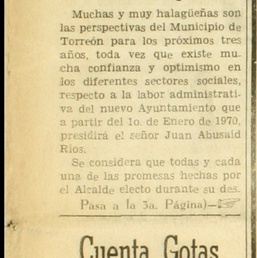 Muchas y muy halagüeñas son
las perspectivas del Municipio de
Torreón para los próximos tres
años, toda vez que existe mu
cha confianza y optimismo en
los diferentes sectores sociales,
respecto a la labor administrati
va del nuevo Ayuntamiento que
a partir del 1o. de Enero de 1970,
presidirá el señor Juan Abusaid
Ríos.
Se considera que todas y cada
una de las promesas hechas por
el Alcalde electo durante su des.
Pasa a la 3a. Página)—
Cuenta Gotas